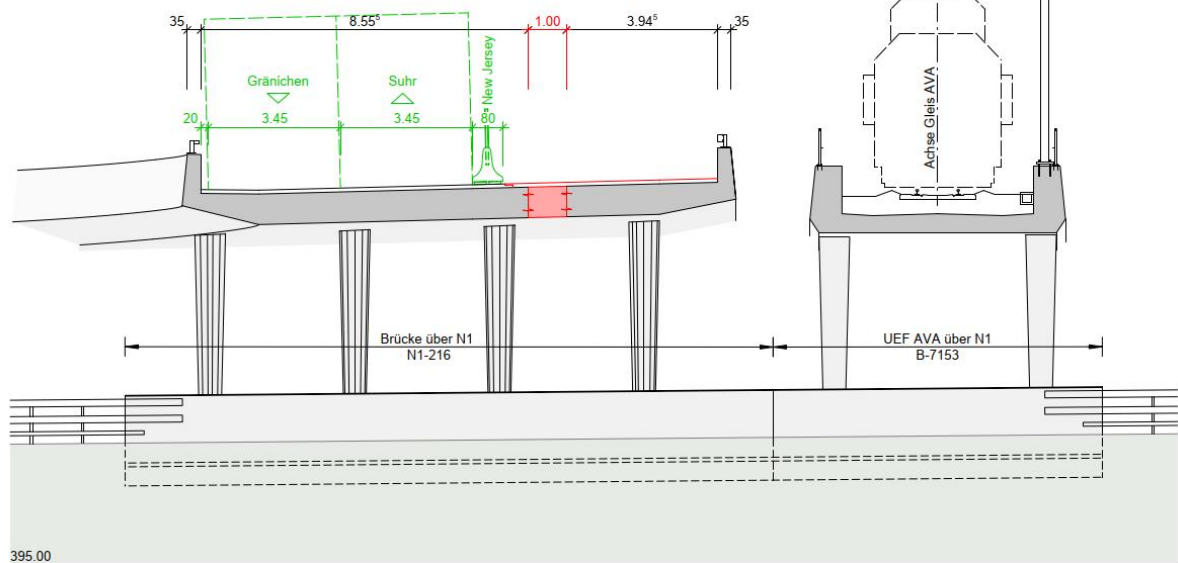 35 8.55⁵ 1.00 3.94⁵ 35
Gränichen Suhr New Jersey
20 3.45 3.45 80
Achse Gleis AVA
Brücke über N1
N1-216
UEF AVA über N1
B-7153
395.00